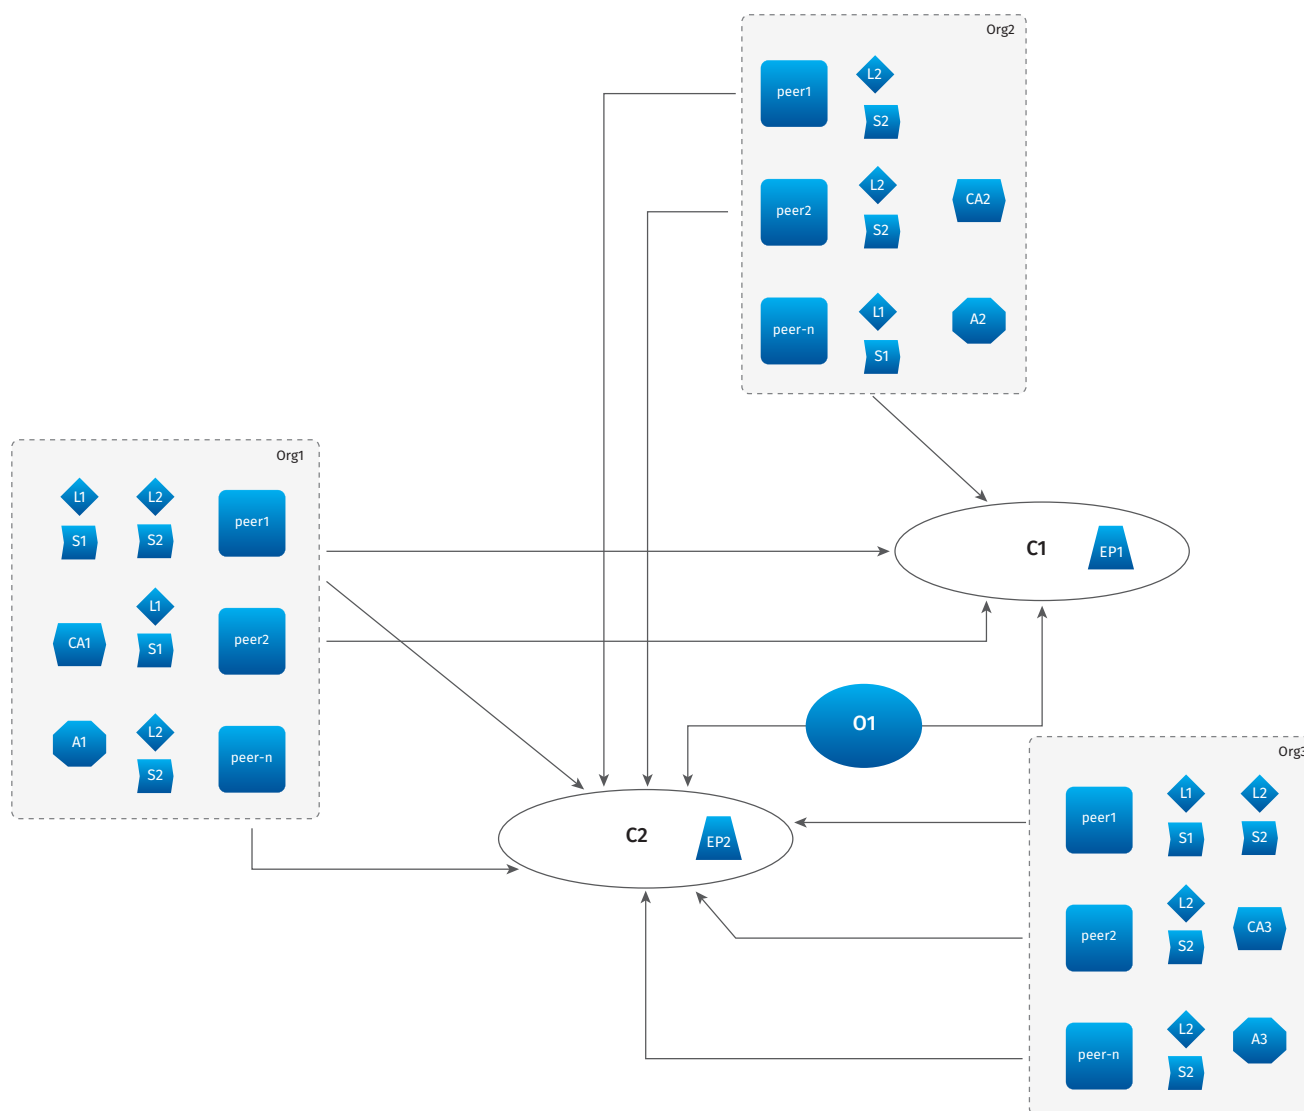 Org2
peer1
L2
S2
peer2
L2
S2
CA2
peer-n
L1
S1
A2
Org1
L1
L2
peer1
S1
S2
L1
CA1
S1
peer2
A1
L2
S2
peer-n
C1
EP1
O1
C2
EP2
Org3
peer1
L1
L2
S1
S2
peer2
L2
S2
CA3
peer-n
L2
S2
A3